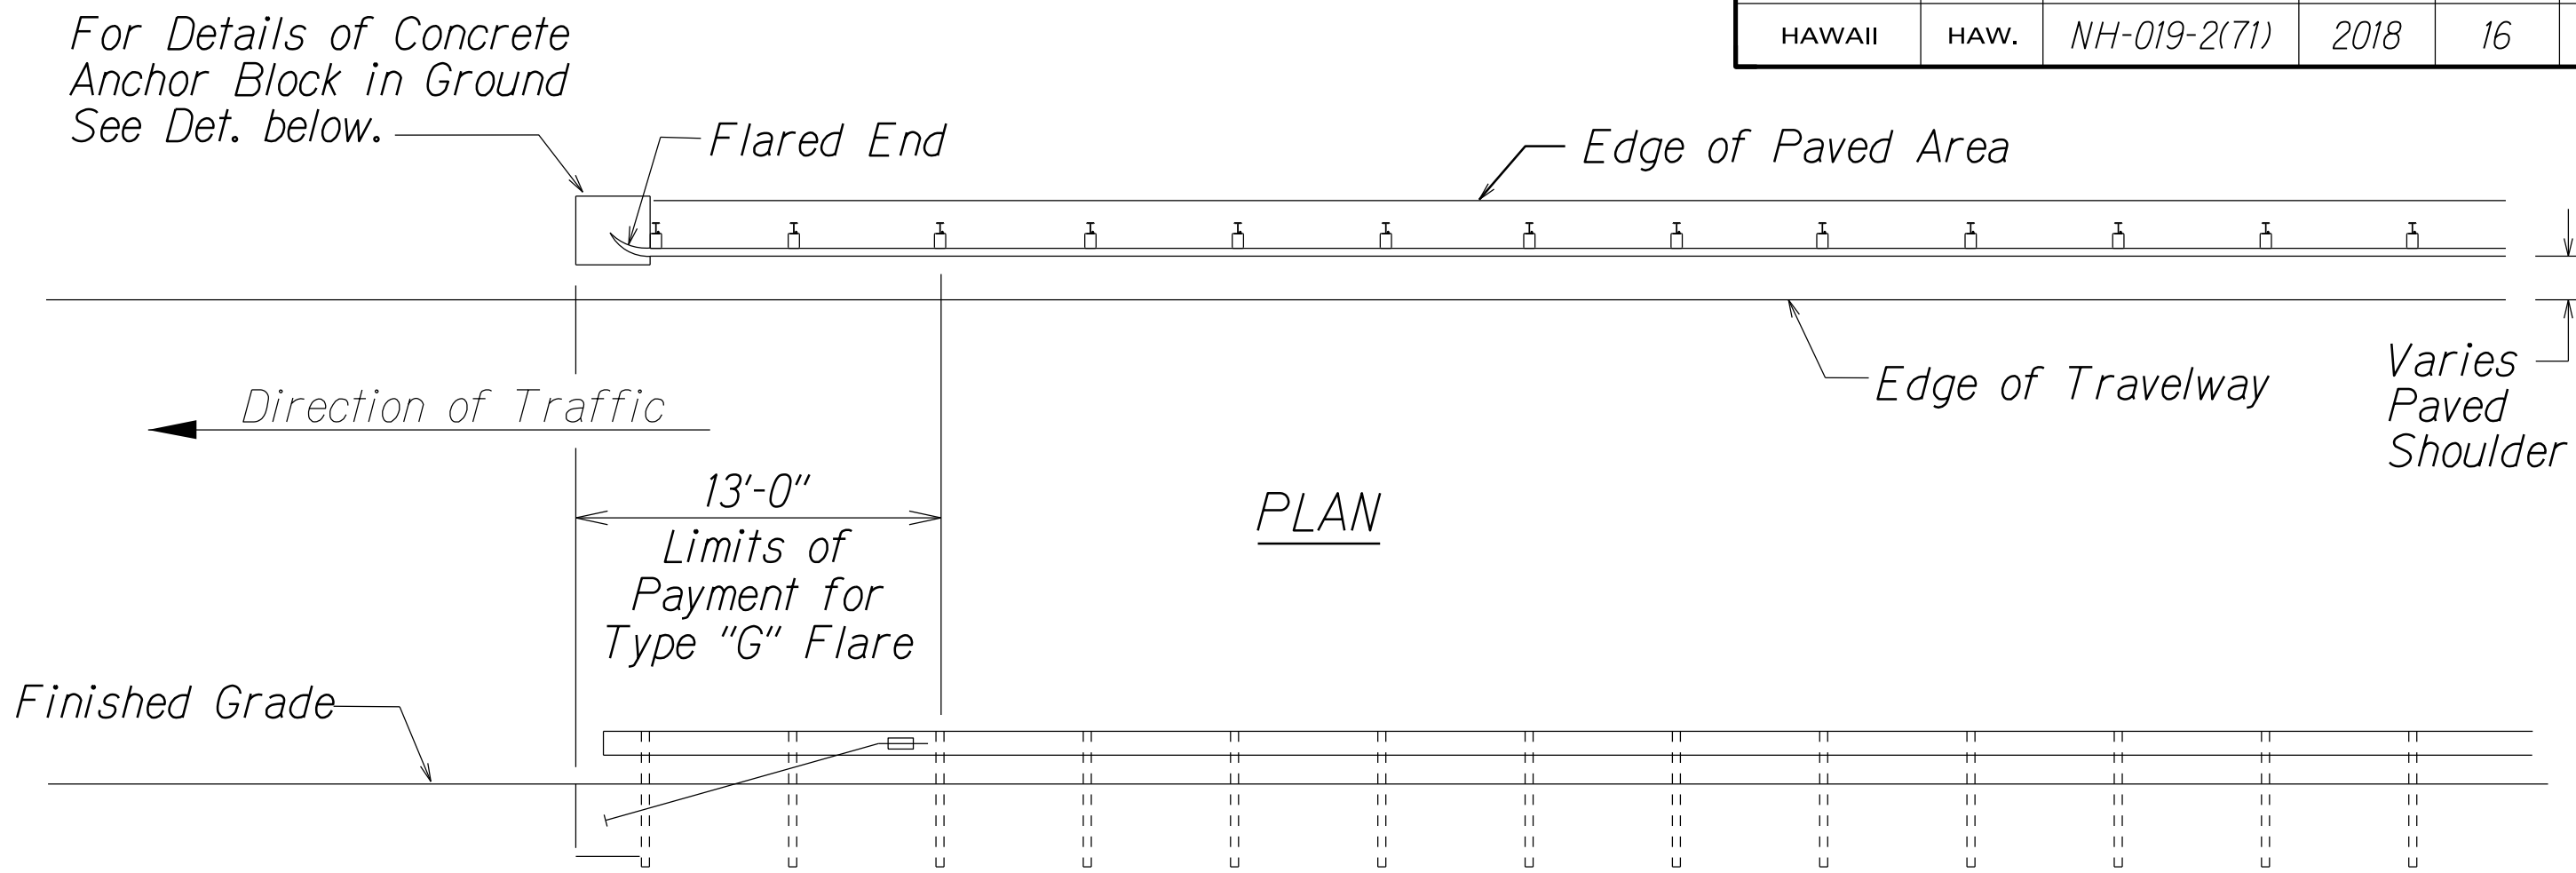 HAWAII HAW. NH-019-2(71) 2018 16
For Details of Concrete
Anchor Block in Ground
See Det. below.
Flared End
Edge of Paved Area
Edge of Travelway
Varies
Paved
Shoulder
Direction of Traffic
13'-0"
Limits of
Payment for
Type "G" Flare
PLAN
Finished Grade